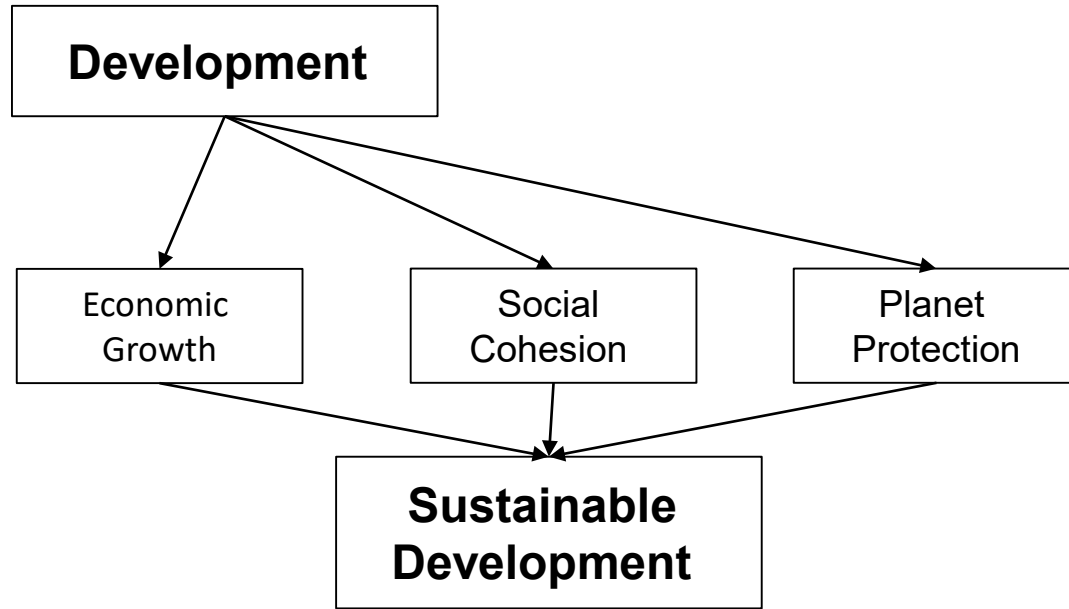 Development
Economic
Growth
Social
Cohesion
Planet
Protection
Sustainable
Development